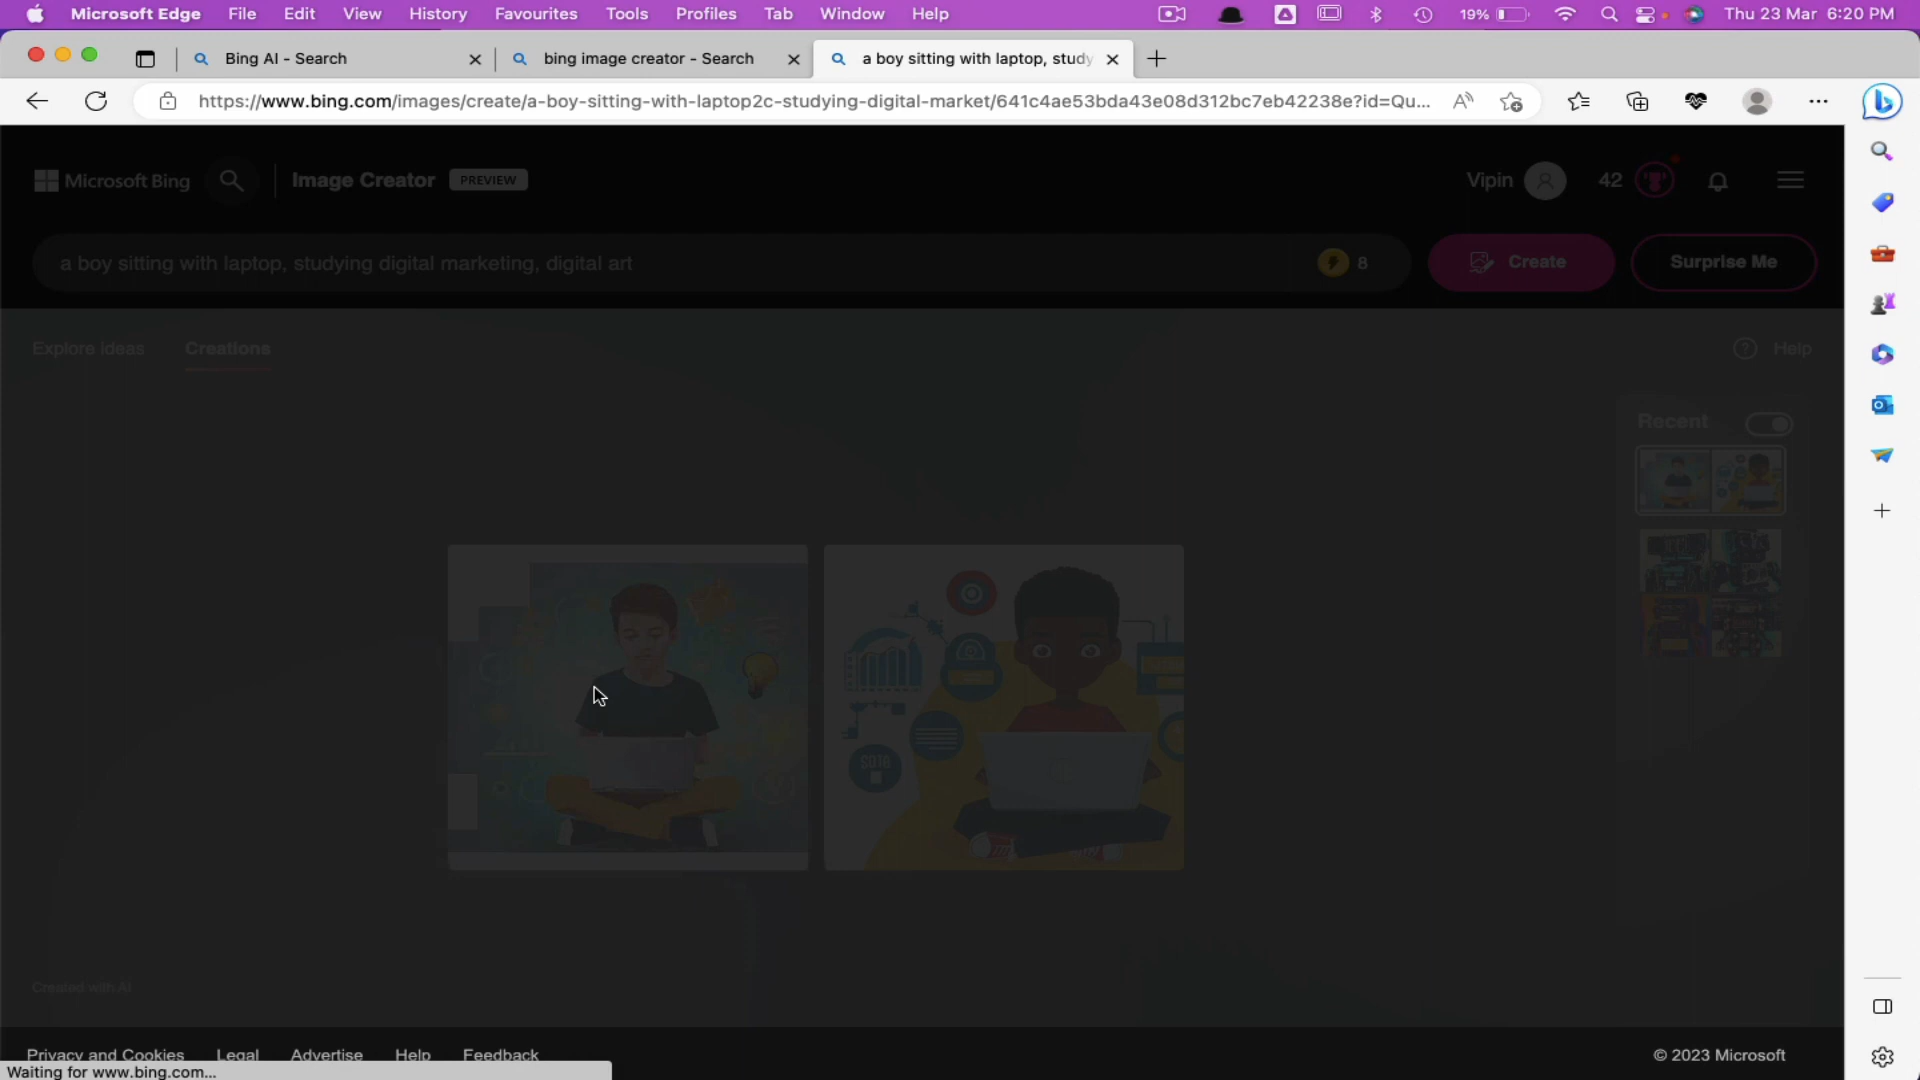 Microsoft Edge File Edit View History Favourites Tools Profiles Tab Window Help 19% Thu 23 Mar 6:20 PM
Bing AI - Search bing image creator - Search a boy sitting with laptop, study
https://www.bing.com/images/create/a-boy-sitting-with-laptop2c-studying-digital-market/641c4ae53bda43e08d312bc7eb42238e?id=Qu...
Microsoft Bing Image Creator PREVIEW Vipin 42
a boy sitting with laptop, studying digital marketing, digital art 8 Create Surprise Me
Explore ideas Creations Help
Recent
Created with AI
Privacy and Cookies Legal Advertise Help Feedback © 2023 Microsoft
Waiting for www.bing.com...